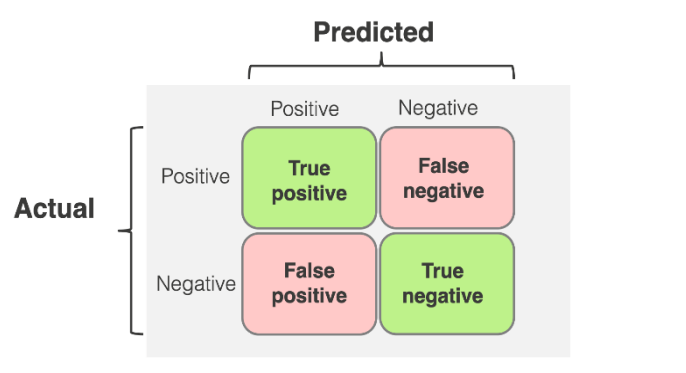 Predicted
Positive Negative
Positive
True
positive
False
negative
Actual
Negative
False
positive
True
negative